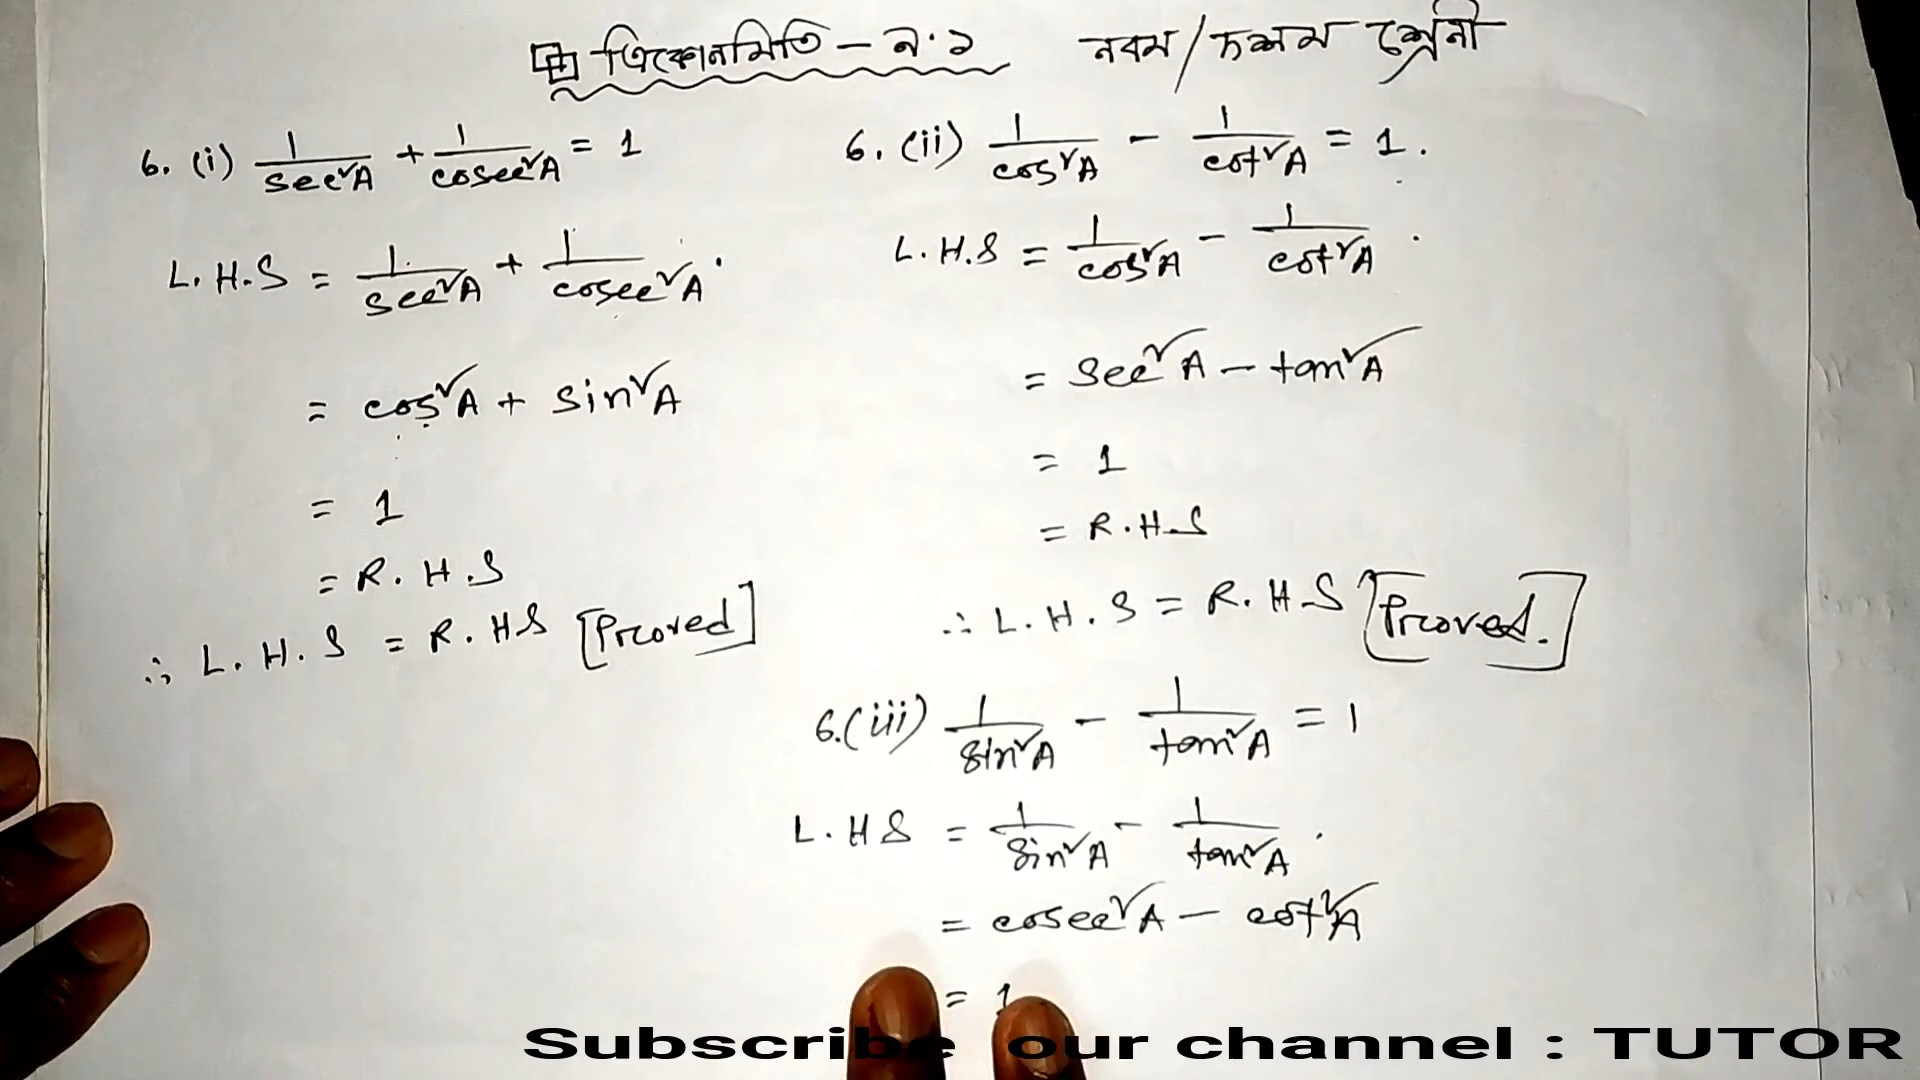 ত্রিকোনমিতি – ন.১ নবম/দশম শ্রেনী
6. (i) 1/sec²A + 1/cosec²A = 1
L.H.S = 1/sec²A + 1/cosec²A
= cos²A + sin²A
= 1
= R.H.S
∴ L.H.S = R.H.S [Proved]
6. (ii) 1/cos²A - 1/cot²A = 1.
L.H.S = 1/cos²A - 1/cot²A
= sec²A - tan²A
= 1
= R.H.S
∴ L.H.S = R.H.S [Proved.]
6.(iii) 1/sin²A - 1/tan²A = 1
L.H.S = 1/sin²A - 1/tan²A
= cosec²A - cot²A
= 1
Subscribe our channel : TUTOR